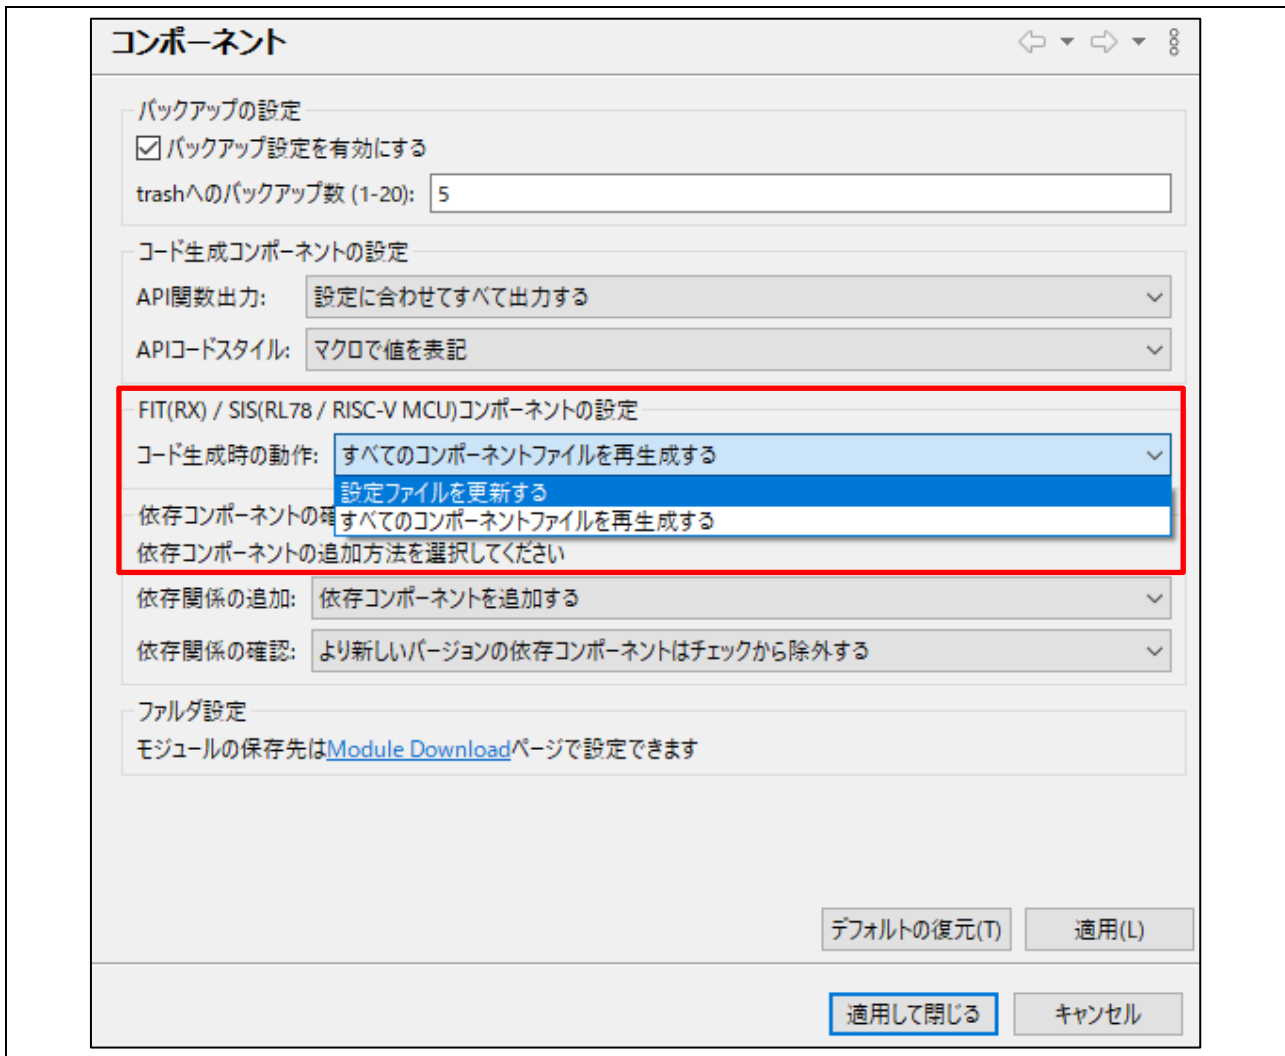 コンポーネント
バックアップの設定
バックアップ設定を有効にする
trashへのバックアップ数 (1-20): 5
コード生成コンポーネントの設定
API関数出力: 設定に合わせてすべて出力する
APIコードスタイル: マクロで値を表記
FIT(RX) / SIS(RL78 / RISC-V MCU)コンポーネントの設定
コード生成時の動作: すべてのコンポーネントファイルを再生成する
設定ファイルを更新する
依存コンポーネントの確
すべてのコンポーネントファイルを再生成する
依存コンポーネントの追加方法を選択してください
依存関係の追加: 依存コンポーネントを追加する
依存関係の確認: より新しいバージョンの依存コンポーネントはチェックから除外する
ファルダ設定
モジュールの保存先はModule Downloadページで設定できます
デフォルトの復元(T) 適用(L)
適用して閉じる キャンセル